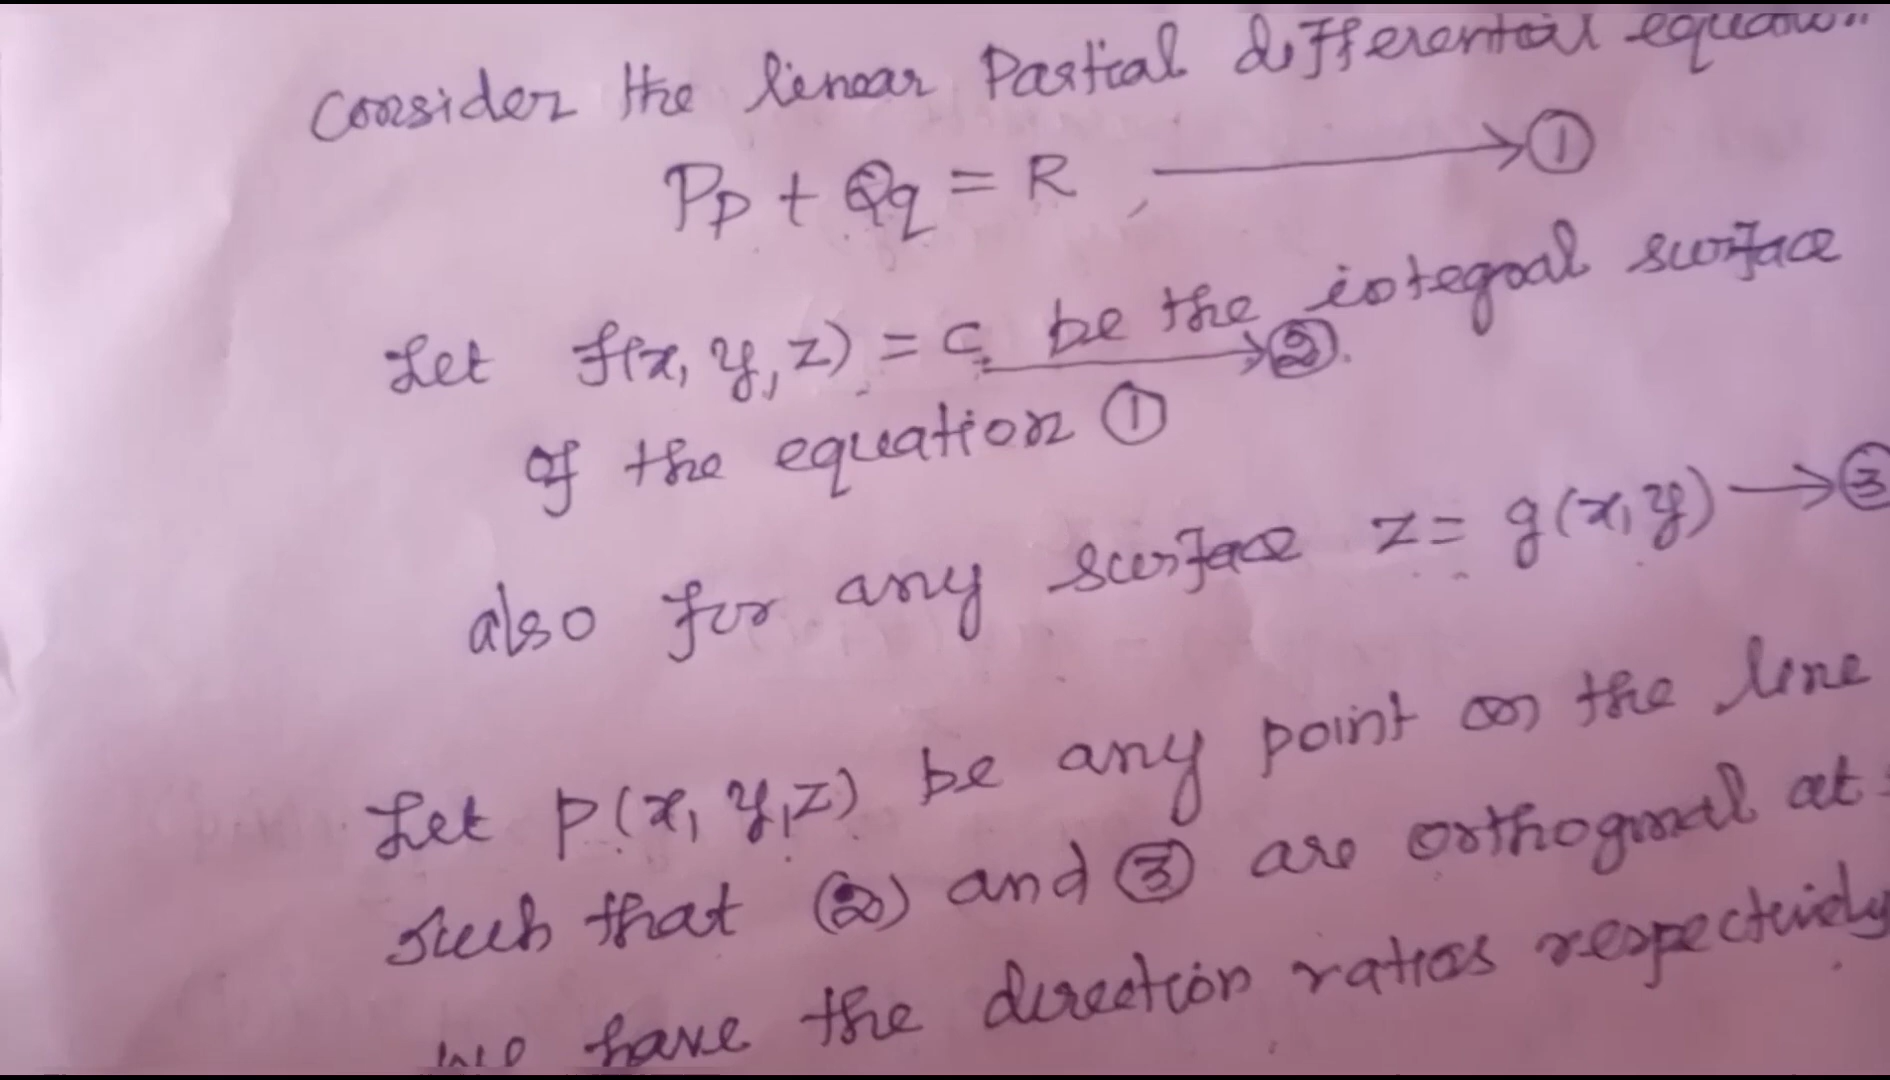 Consider the linear Partial differential equation
Pp + Qq = R → ①
Let f(x, y, z) = c be the integral surface
→ ②.
of the equation ①
also for any surface z = g(x, y) → ③
Let P(x, y, z) be any point on the line
such that (2) and ③ are orthogonal at
we have the direction ratios respectively